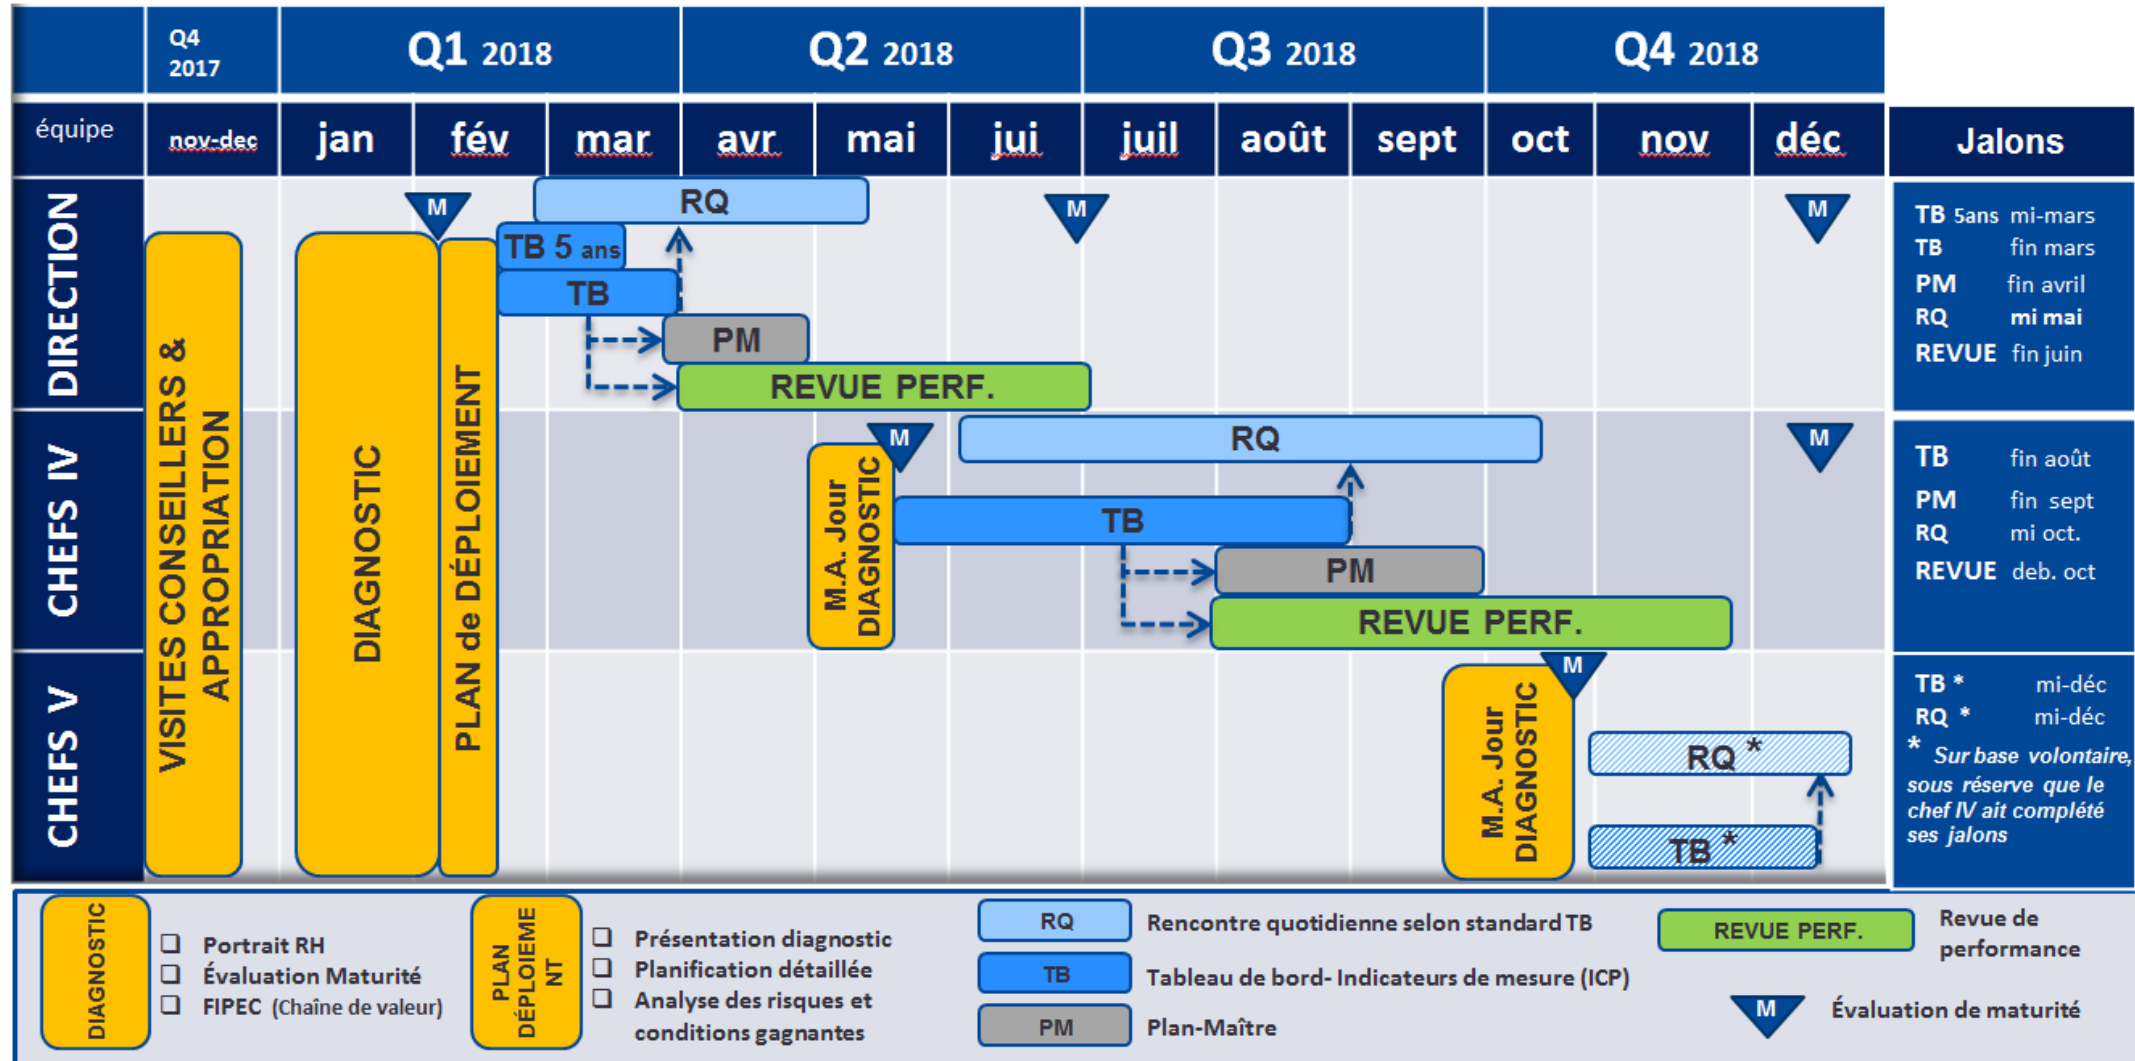 Q4
2017
Q1 2018
Q2 2018
Q3 2018
Q4 2018
équipe
nov-dec
jan
fév
mar
avr
mai
jui
juil
août
sept
oct
nov
déc
Jalons
DIRECTION
CHEFS IV
CHEFS V
VISITES CONSEILLERS &
APPROPRIATION
DIAGNOSTIC
PLAN de DÉPLOIEMENT
M
RQ
M
M
TB 5 ans
TB
PM
REVUE PERF.
TB 5ans mi-mars
TB fin mars
PM fin avril
RQ mi mai
REVUE fin juin
M.A. Jour
DIAGNOSTIC
M
RQ
M
TB
PM
REVUE PERF.
TB fin août
PM fin sept
RQ mi oct.
REVUE deb. oct
M.A. Jour
DIAGNOSTIC
M
RQ *
TB *
TB * mi-déc
RQ * mi-déc
* Sur base volontaire,
sous réserve que le
chef IV ait complété
ses jalons
DIAGNOSTIC
❑ Portrait RH
❑ Évaluation Maturité
❑ FIPEC (Chaîne de valeur)
PLAN
DÉPLOIEME
NT
❑ Présentation diagnostic
❑ Planification détaillée
❑ Analyse des risques et
conditions gagnantes
RQ
Rencontre quotidienne selon standard TB
TB
Tableau de bord- Indicateurs de mesure (ICP)
PM
Plan-Maître
REVUE PERF.
Revue de
performance
M
Évaluation de maturité